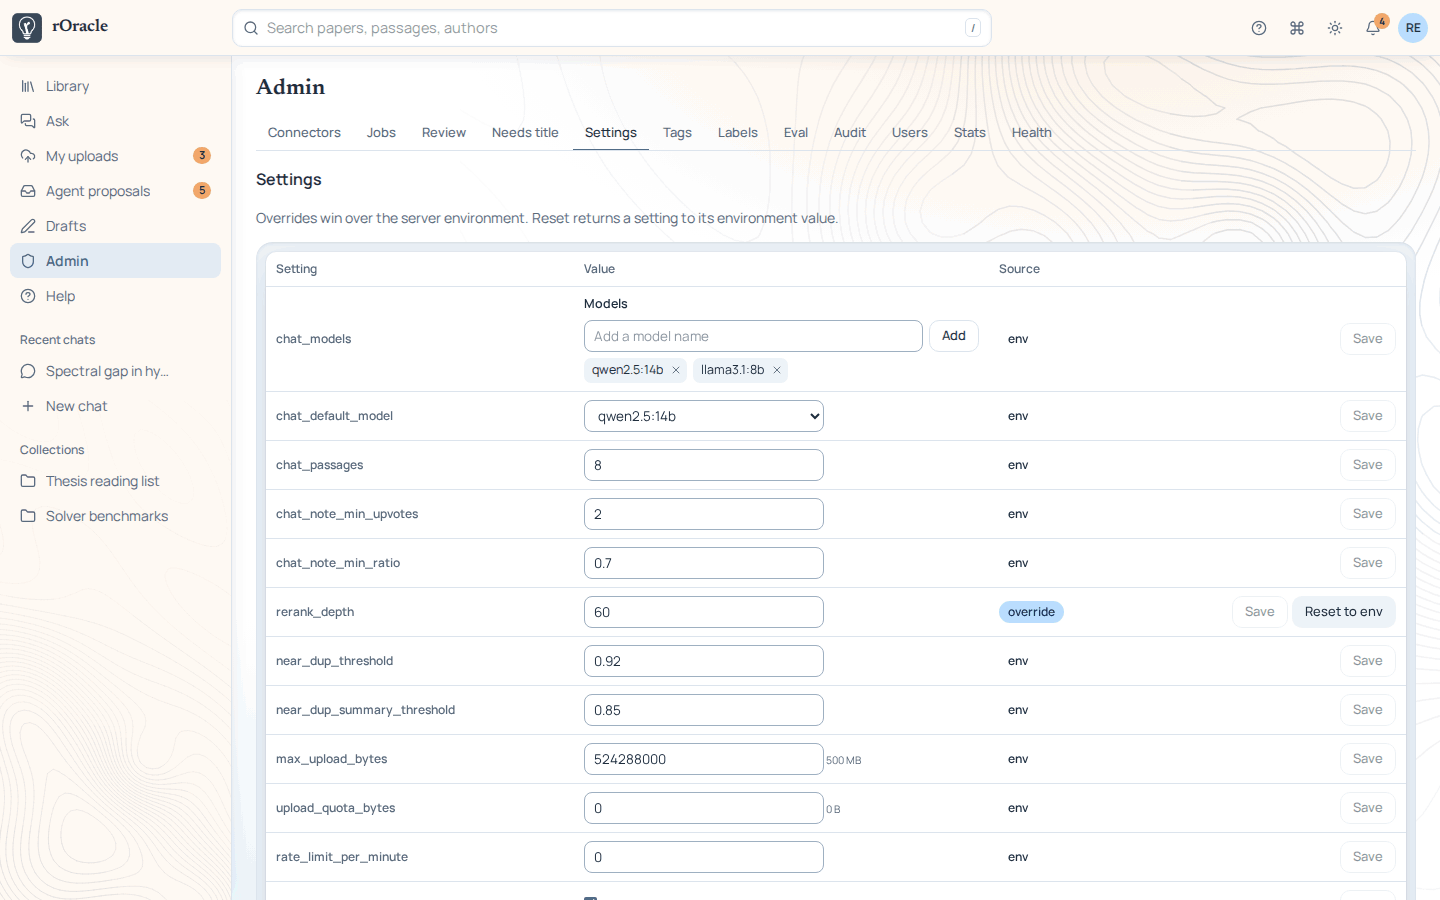 rOracle
Search papers, passages, authors
/
4
RE
Library
Ask
My uploads
3
Agent proposals
5
Drafts
Admin
Help
Recent chats
Spectral gap in hy...
New chat
Collections
Thesis reading list
Solver benchmarks
Admin
Connectors Jobs Review Needs title Settings Tags Labels Eval Audit Users Stats Health
Settings
Overrides win over the server environment. Reset returns a setting to its environment value.
Setting Value Source
Models
chat_models Add a model name Add env Save
qwen2.5:14b × llama3.1:8b ×
chat_default_model qwen2.5:14b env Save
chat_passages 8 env Save
chat_note_min_upvotes 2 env Save
chat_note_min_ratio 0.7 env Save
rerank_depth 60 override Save Reset to env
near_dup_threshold 0.92 env Save
near_dup_summary_threshold 0.85 env Save
max_upload_bytes 524288000 500 MB env Save
upload_quota_bytes 0 0 B env Save
rate_limit_per_minute 0 env Save